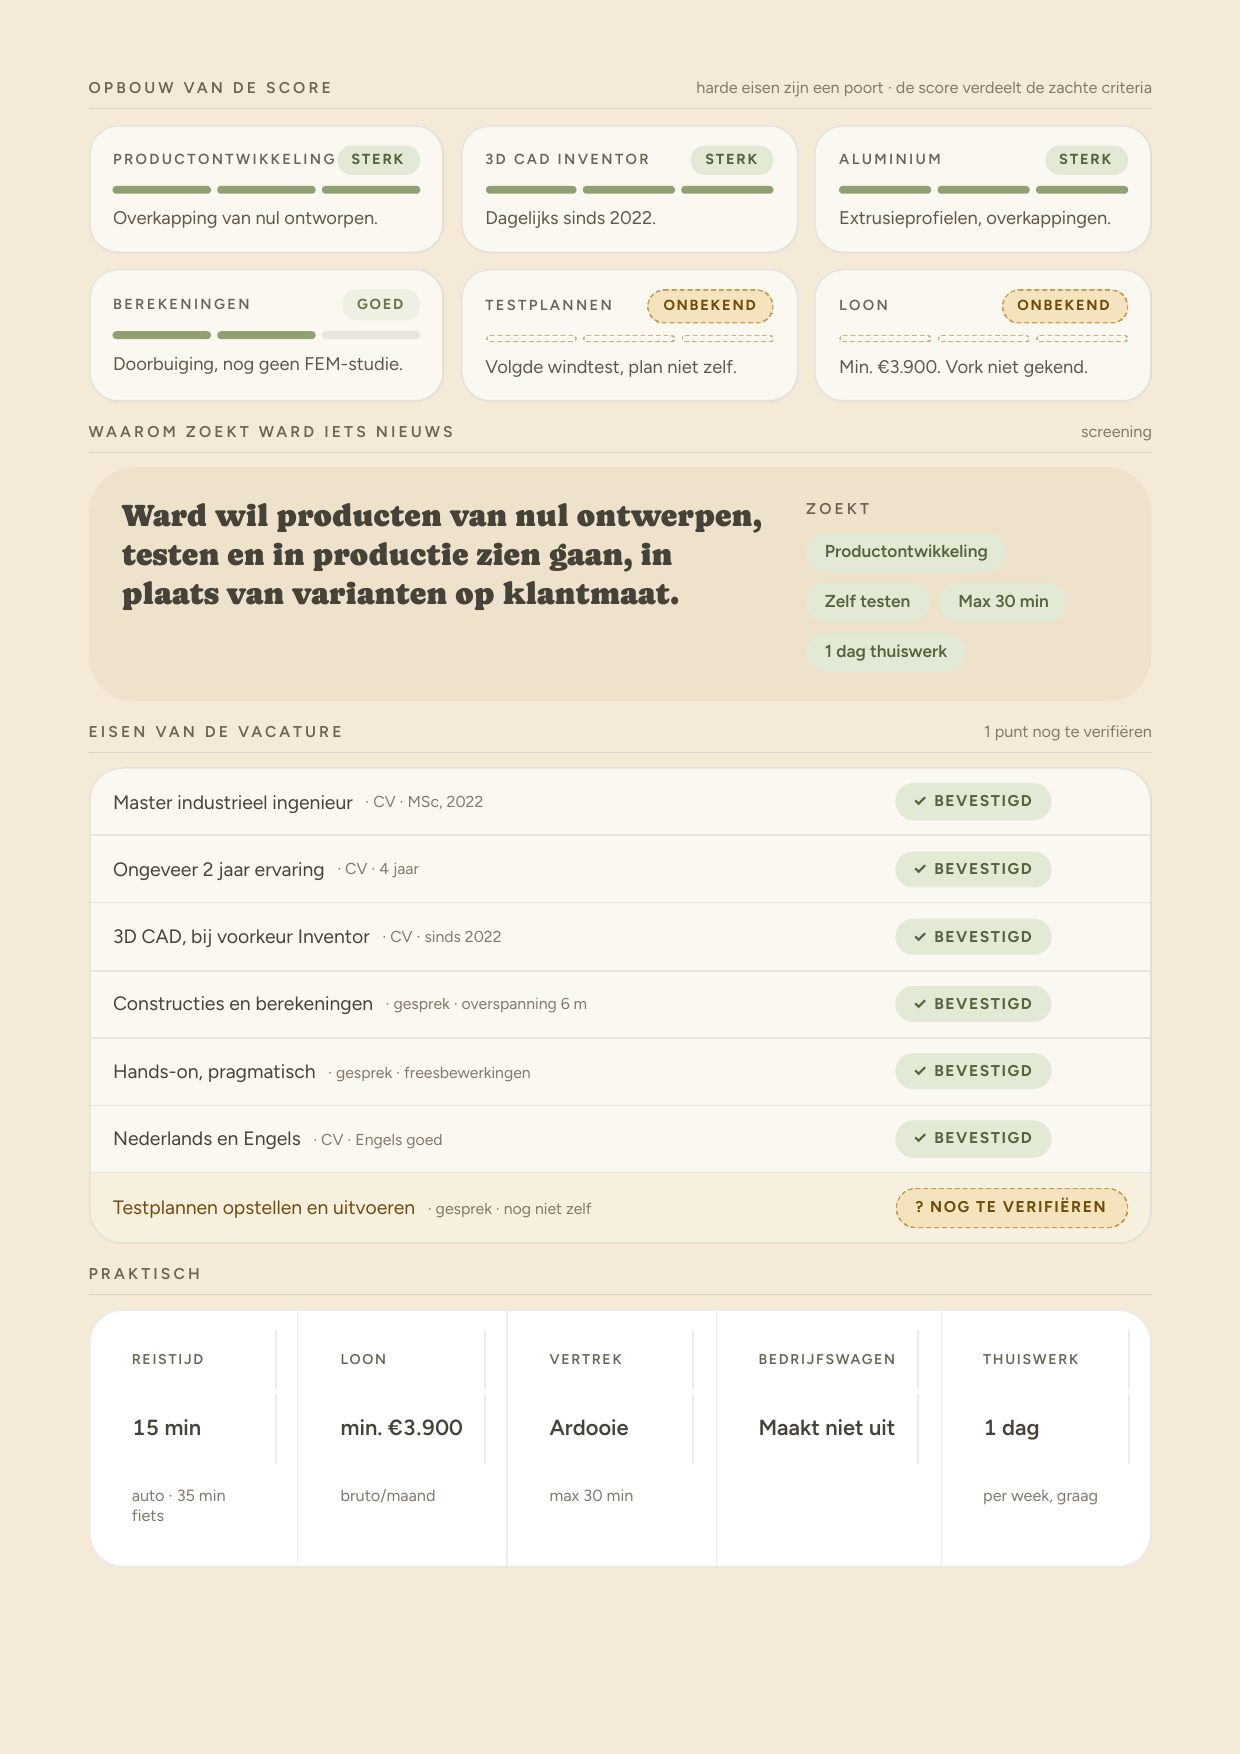 OPBOUW VAN DE SCORE
harde eisen zijn een poort · de score verdeelt de zachte criteria
PRODUCTONTWIKKELING STERK
Overkapping van nul ontworpen.
3D CAD INVENTOR STERK
Dagelijks sinds 2022.
ALUMINIUM STERK
Extrusieprofielen, overkappingen.
BEREKENINGEN GOED
Doorbuiging, nog geen FEM-studie.
TESTPLANNEN ONBEKEND
Volgde windtest, plan niet zelf.
LOON ONBEKEND
Min. €3.900. Vork niet gekend.
WAAROM ZOEKT WARD IETS NIEUWS
screening
Ward wil producten van nul ontwerpen,
testen en in productie zien gaan, in
plaats van varianten op klantmaat.
ZOEKT
Productontwikkeling
Zelf testen Max 30 min
1 dag thuiswerk
EISEN VAN DE VACATURE
1 punt nog te verifiëren
Master industrieel ingenieur · CV · MSc, 2022 ✓ BEVESTIGD
Ongeveer 2 jaar ervaring · CV · 4 jaar ✓ BEVESTIGD
3D CAD, bij voorkeur Inventor · CV · sinds 2022 ✓ BEVESTIGD
Constructies en berekeningen · gesprek · overspanning 6 m ✓ BEVESTIGD
Hands-on, pragmatisch · gesprek · freesbewerkingen ✓ BEVESTIGD
Nederlands en Engels · CV · Engels goed ✓ BEVESTIGD
Testplannen opstellen en uitvoeren · gesprek · nog niet zelf ? NOG TE VERIFIËREN
PRAKTISCH
REISTIJD
15 min
auto · 35 min
fiets
LOON
min. €3.900
bruto/maand
VERTREK
Ardooie
max 30 min
BEDRIJFSWAGEN
Maakt niet uit
THUISWERK
1 dag
per week, graag